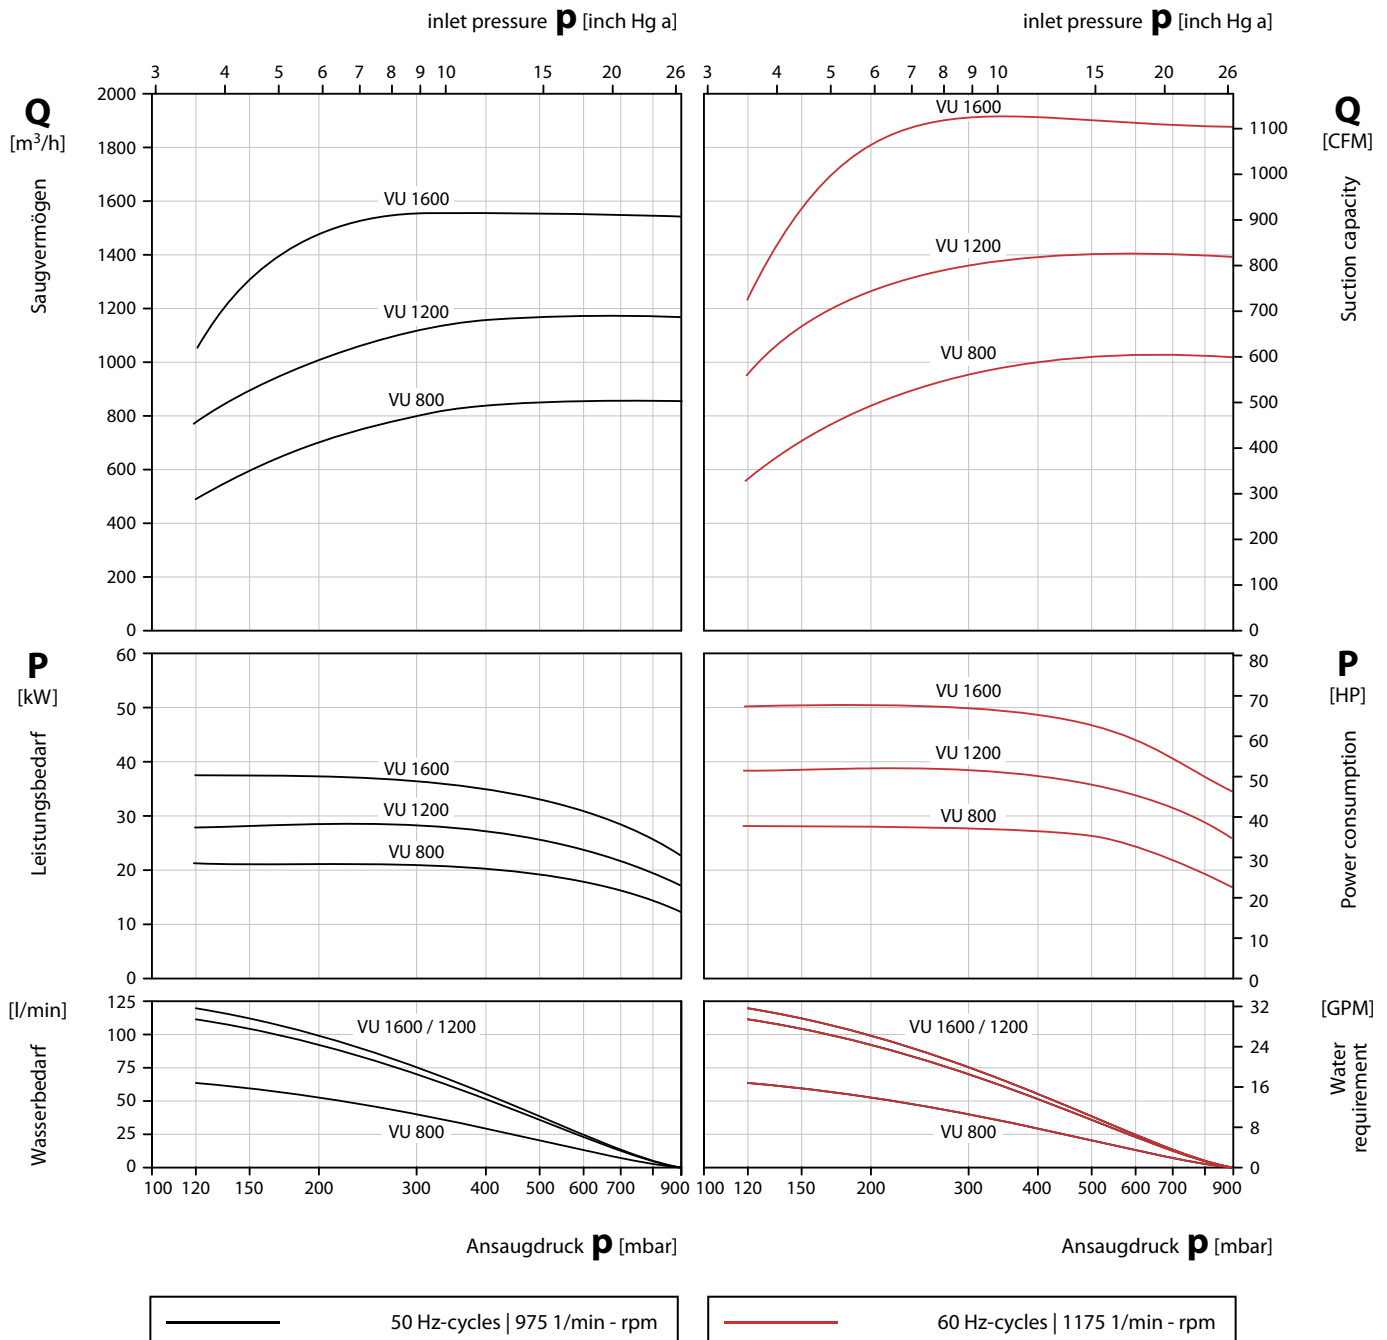 inlet pressure p [inch Hg a] inlet pressure p [inch Hg a]
3 4 5 6 7 8 9 10 15 20 26 3 4 5 6 7 8 9 10 15 20 26
Q
[m³/h]
Saugvermögen
2000
1800
1600
1400
1200
1000
800
600
400
200
0
VU 1600
VU 1200
VU 800
VU 1600
VU 1200
VU 800
Q
[CFM]
Suction capacity
1100
1000
900
800
700
600
500
400
300
200
100
0
P
[kW]
Leistungsbedarf
60
50
40
30
20
10
0
VU 1600
VU 1200
VU 800
VU 1600
VU 1200
VU 800
P
[HP]
Power consumption
80
70
60
50
40
30
20
10
0
[l/min]
Wasserbedarf
125
100
75
50
25
0
VU 1600 / 1200
VU 800
VU 1600 / 1200
VU 800
[GPM]
Water
requirement
32
24
16
8
0
100 120 150 200 300 400 500 600 700 900 100 120 150 200 300 400 500 600 700 900
Ansaugdruck p [mbar] Ansaugdruck p [mbar]
50 Hz-cycles | 975 1/min - rpm 60 Hz-cycles | 1175 1/min - rpm